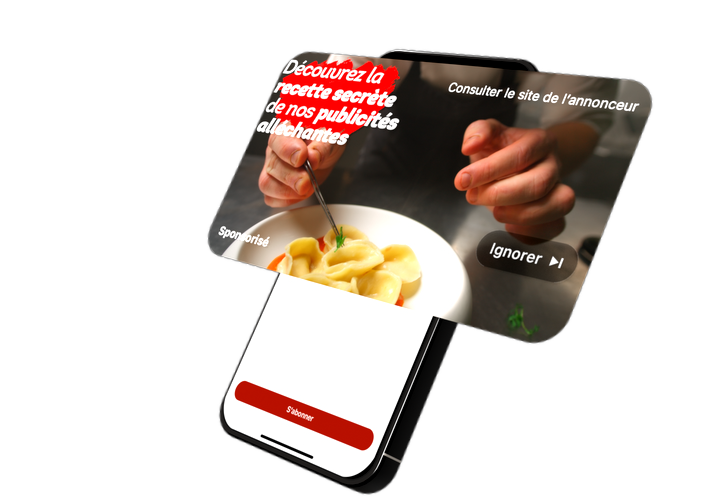 Découvrez la
recette secrète
de nos publicités
alléchantes
Consulter le site de l'annonceur
Sponsorisé
Ignorer
S'abonner